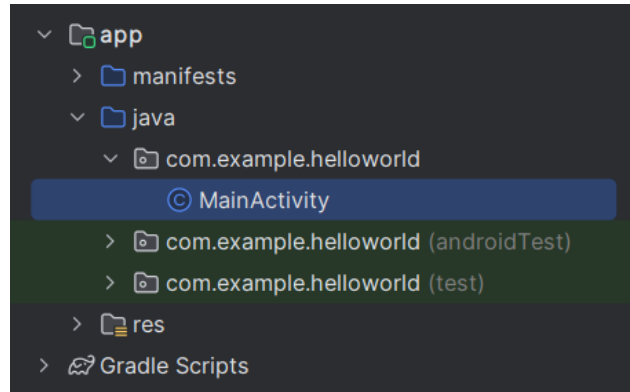 app
manifests
java
com.example.helloworld
MainActivity
com.example.helloworld (androidTest)
com.example.helloworld (test)
res
Gradle Scripts